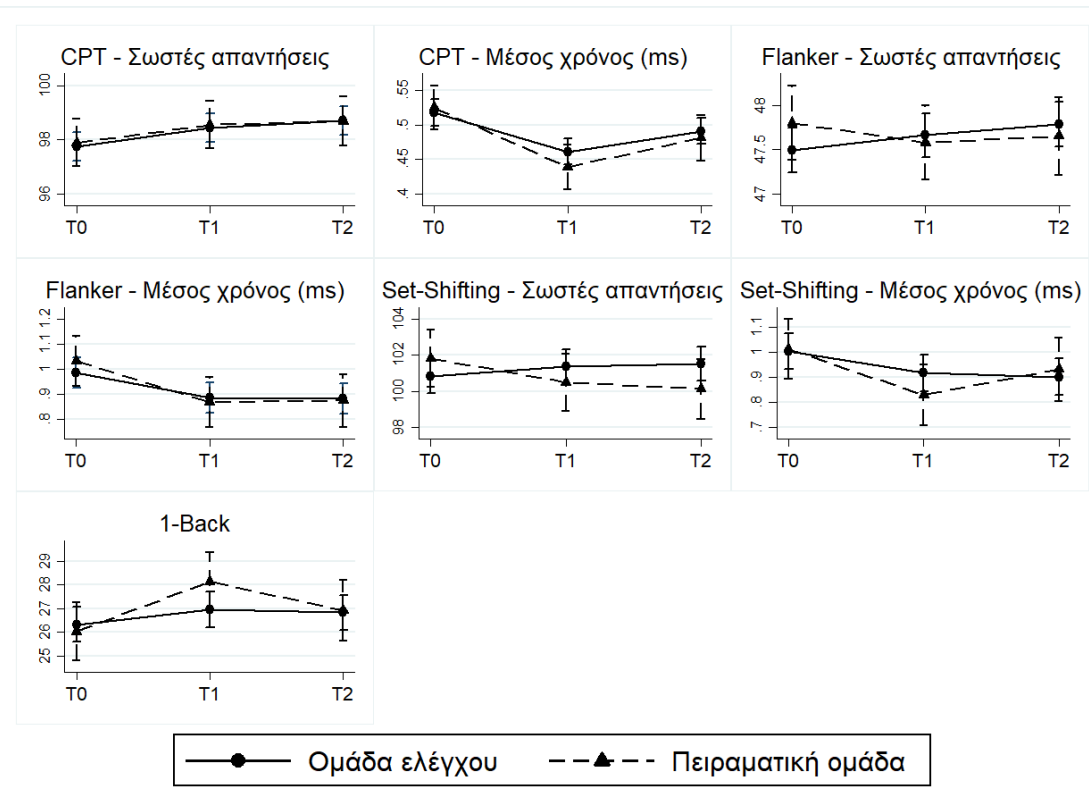 CPT - Σωστές απαντήσεις
100
98
96
T0 T1 T2
CPT - Μέσος χρόνος (ms)
.55
.5
.45
.4
T0 T1 T2
Flanker - Σωστές απαντήσεις
48
47.5
47
T0 T1 T2
Flanker - Μέσος χρόνος (ms)
1.2
1.1
1
.9
.8
T0 T1 T2
Set-Shifting - Σωστές απαντήσεις
104
102
100
98
T0 T1 T2
Set-Shifting - Μέσος χρόνος (ms)
1.1
1
.9
.8
.7
T0 T1 T2
1-Back
29
28
27
26
25
T0 T1 T2
Ομάδα ελέγχου Πειραματική ομάδα